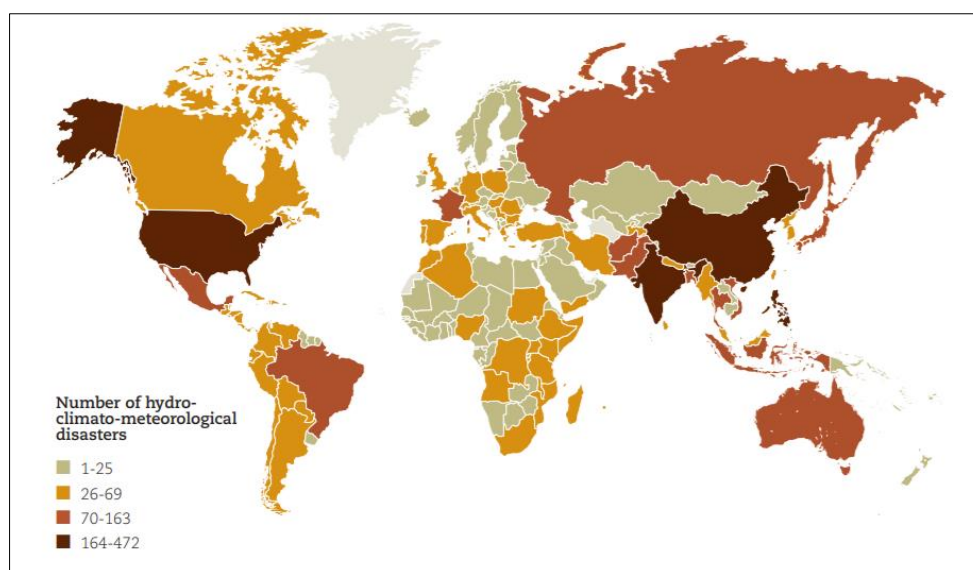 Number of hydro-
climato-meteorological
disasters
1-25
26-69
70-163
164-472